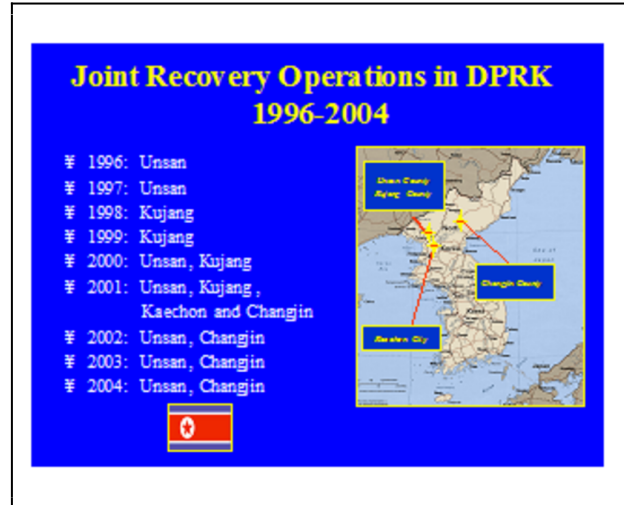 Joint Recovery Operations in DPRK
1996-2004
¥ 1996: Unsan
¥ 1997: Unsan
¥ 1998: Kujang
¥ 1999: Kujang
¥ 2000: Unsan, Kujang
¥ 2001: Unsan, Kujang,
Kaechon and Changjin
¥ 2002: Unsan, Changjin
¥ 2003: Unsan, Changjin
¥ 2004: Unsan, Changjin
Unsan County
Kujang County
Changjin County
Kaechon City
Japan